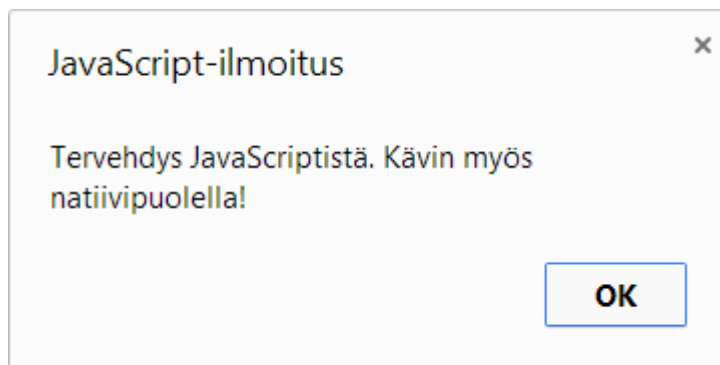 JavaScript-ilmoitus
Tervehdys JavaScriptistä. Kävin myös
natiivipuolella!
OK